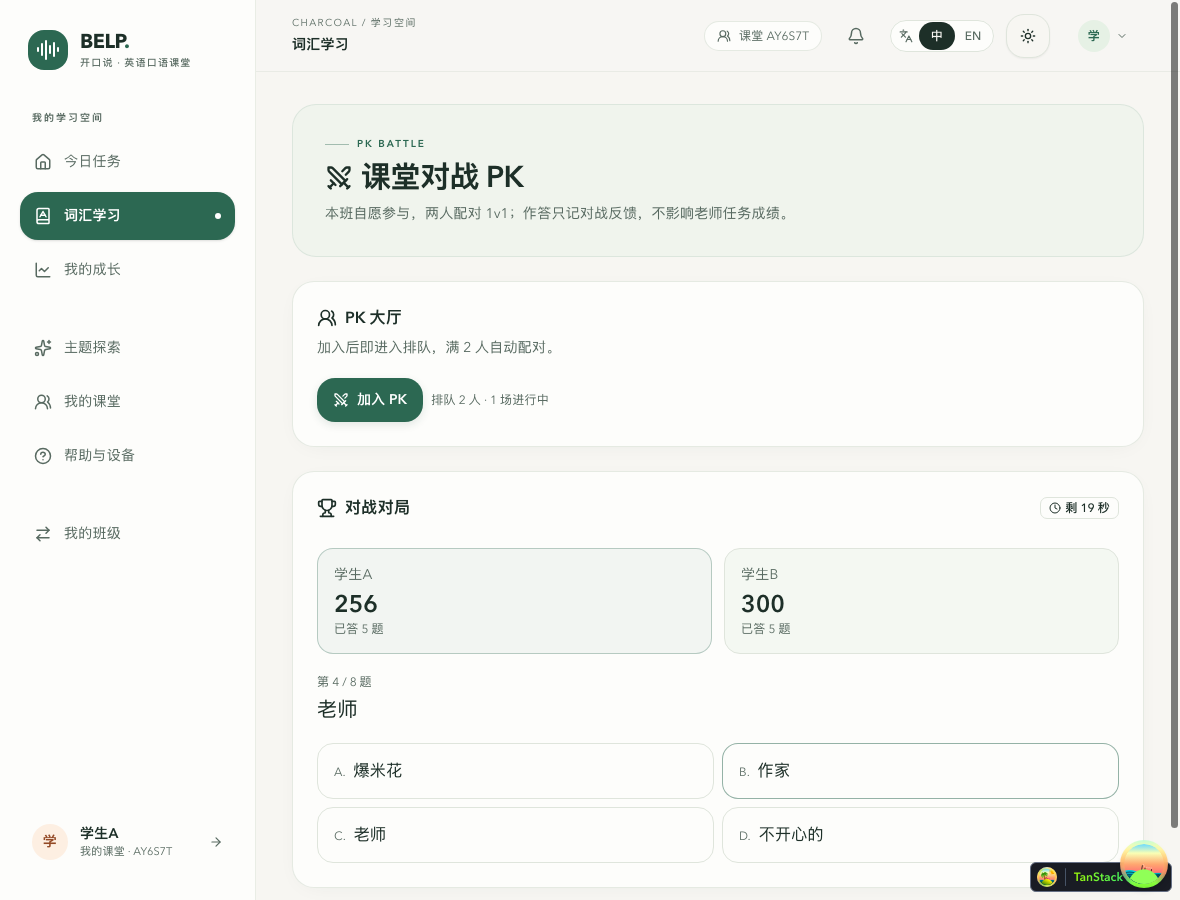 BELP.
开口说 · 英语口语课堂
我的学习空间
今日任务
词汇学习
我的成长
主题探索
我的课堂
帮助与设备
我的班级
学
学生A
我的课堂 · AY6S7T
CHARCOAL / 学习空间
词汇学习
课堂 AY6S7T
中
EN
学
PK BATTLE
课堂对战 PK
本班自愿参与，两人配对 1v1；作答只记对战反馈，不影响老师任务成绩。
PK 大厅
加入后即进入排队，满 2 人自动配对。
加入 PK
排队 2 人 · 1 场进行中
对战对局
剩 19 秒
学生A
256
已答 5 题
学生B
300
已答 5 题
第 4 / 8 题
老师
A. 爆米花
B. 作家
C. 老师
D. 不开心的
TanStack